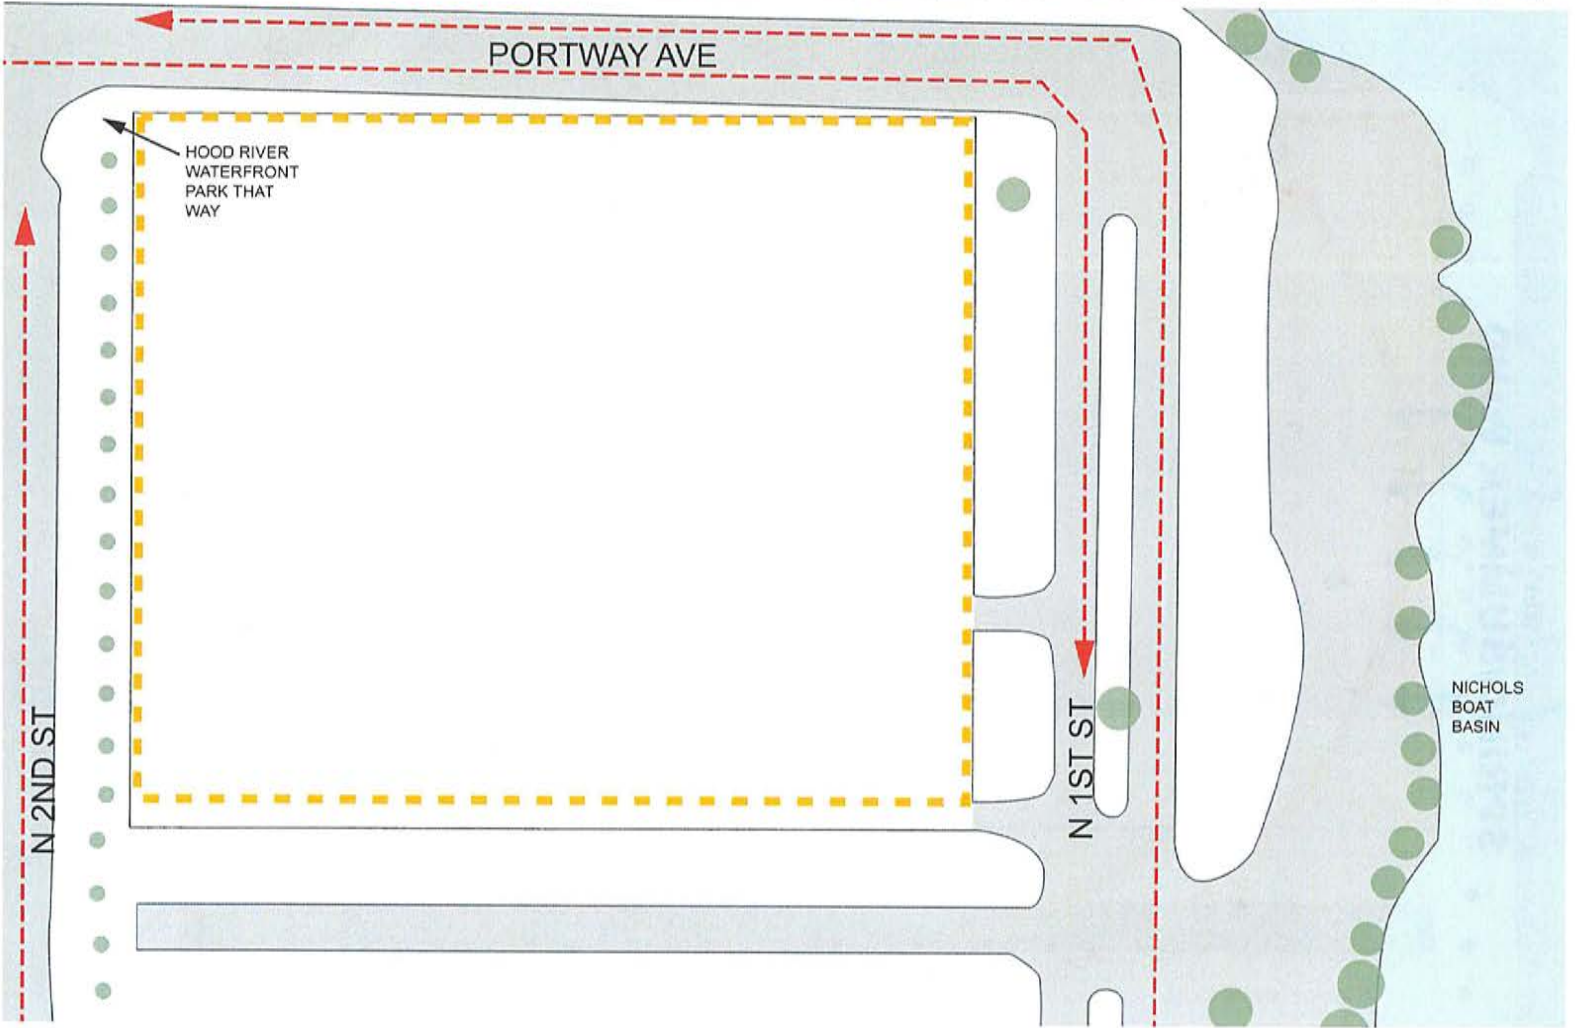 PORTWAY AVE
HOOD RIVER
WATERFRONT
PARK THAT
WAY
N 2ND ST
N 1ST ST
NICHOLS
BOAT
BASIN